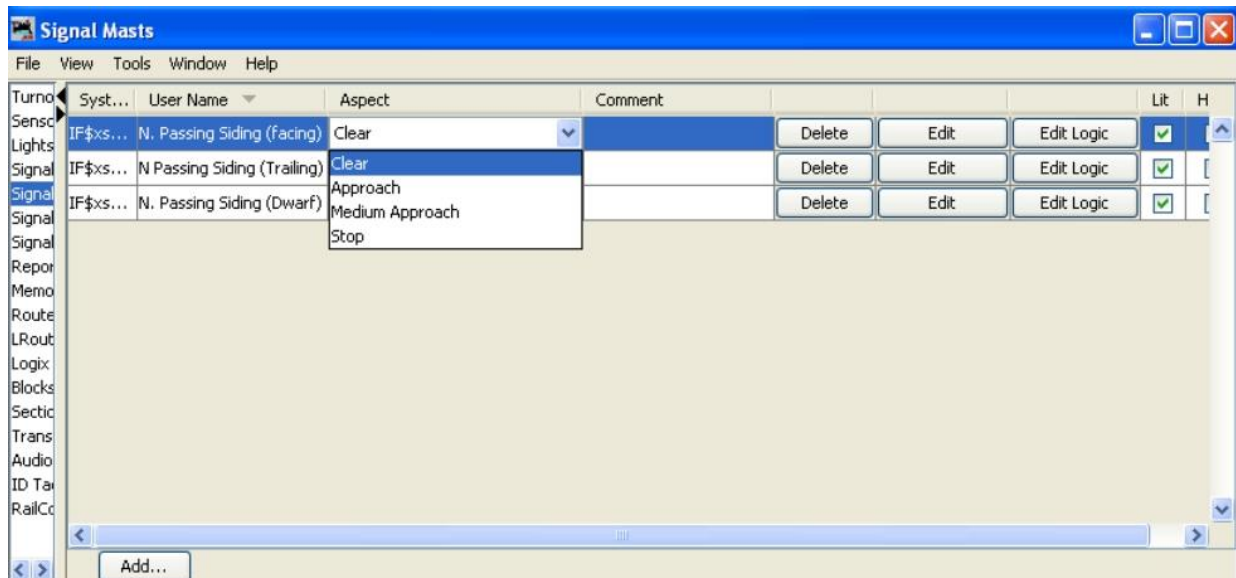 Signal Masts
File View Tools Window Help
Turno
Senso
Lights
Signal
Signal
Signal
Signal
Repor
Memo
Route
LRout
Logix
Blocks
Sectio
Trans
Audio
ID Ta
RailCo
Syst... User Name Aspect Comment Lit H
IF$xs... N. Passing Siding (facing) Clear Delete Edit Edit Logic
IF$xs... N Passing Siding (Trailing) Clear Delete Edit Edit Logic
Approach
IF$xs... N. Passing Siding (Dwarf) Medium Approach Delete Edit Edit Logic
Stop
Add...